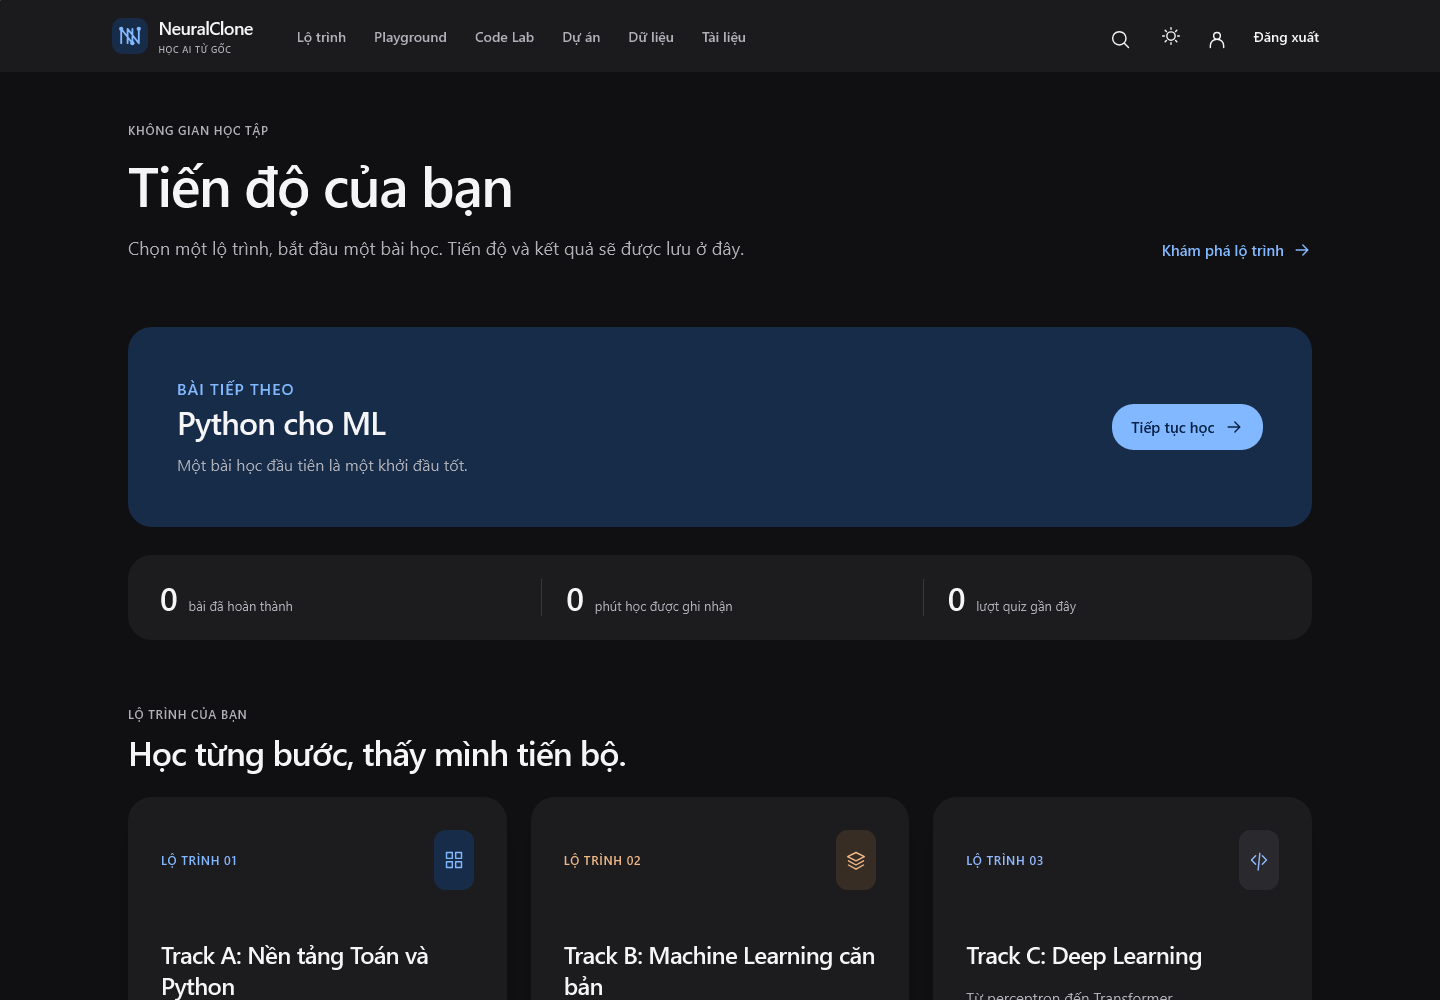 NeuralClone
HỌC AI TỪ GỐC
Lộ trình
Playground
Code Lab
Dự án
Dữ liệu
Tài liệu
Đăng xuất
KHÔNG GIAN HỌC TẬP
Tiến độ của bạn
Chọn một lộ trình, bắt đầu một bài học. Tiến độ và kết quả sẽ được lưu ở đây.
Khám phá lộ trình
BÀI TIẾP THEO
Python cho ML
Một bài học đầu tiên là một khởi đầu tốt.
Tiếp tục học
0 bài đã hoàn thành
0 phút học được ghi nhận
0 lượt quiz gần đây
LỘ TRÌNH CỦA BẠN
Học từng bước, thấy mình tiến bộ.
LỘ TRÌNH 01
Track A: Nền tảng Toán và
Python
LỘ TRÌNH 02
Track B: Machine Learning căn
bản
LỘ TRÌNH 03
Track C: Deep Learning
Từ perceptron đến Transformer